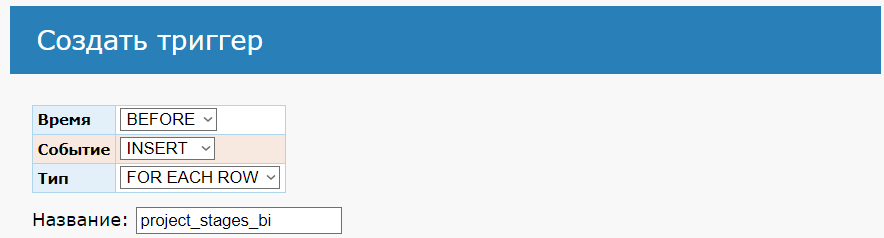 Создать триггер
Время BEFORE
Событие INSERT
Тип FOR EACH ROW
Название: project_stages_bi